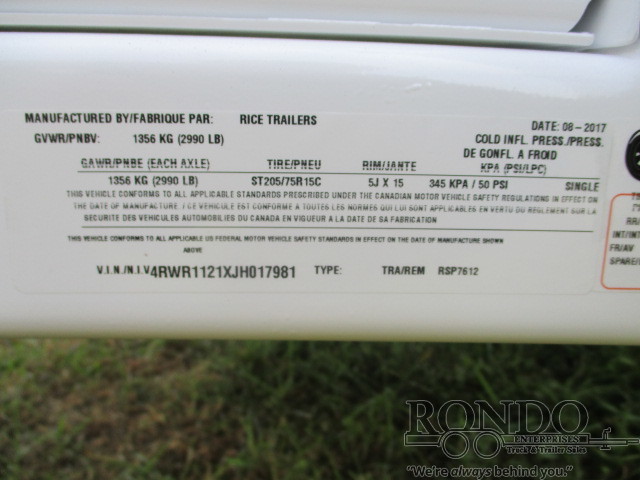 MANUFACTURED BY/FABRIQUE PAR: RICE TRAILERS
DATE: 08-2017
GVWR/PNBV: 1356 KG (2990 LB)
COLD INFL. PRESS./PRESS.
DE GONFL. A FROID
GAWR/PNBE (EACH AXLE) TIRE/PNEU RIM/JANTE KPA (PSI/LPC)
1356 KG (2990 LB) ST205/75R15C 5J X 15 345 KPA / 50 PSI SINGLE
THIS VEHICLE CONFORMS TO ALL APPLICABLE STANDARDS PRESCRIBED UNDER THE CANADIAN MOTOR VEHICLE SAFETY REGULATIONS IN EFFECT ON
THE DATE OF MANUFACTURE. / CE VEHICULE EST CONFORME A TOUTES LES NORMES QUI LUI SONT APPLICABLES EN VERTU DU REGLEMENT SUR LA
SECURITE DES VEHICULES AUTOMOBILES DU CANADA EN VIGUEUR A LA DATE DE SA FABRICATION
THIS VEHICLE CONFORMS TO ALL APPLICABLE US FEDERAL MOTOR VEHICLE SAFETY STANDARDS IN EFFECT ON THE DATE OF MANUFACTURE SHOWN
ABOVE
V.I.N./N.I.V 4RWR1121XJH017981 TYPE: TRA/REM RSP7612
RR/
INT/INT
FR/AV
SPARE/
RONDO
ENTERPRISES
Truck & Trailer Sales
"We're always behind you."